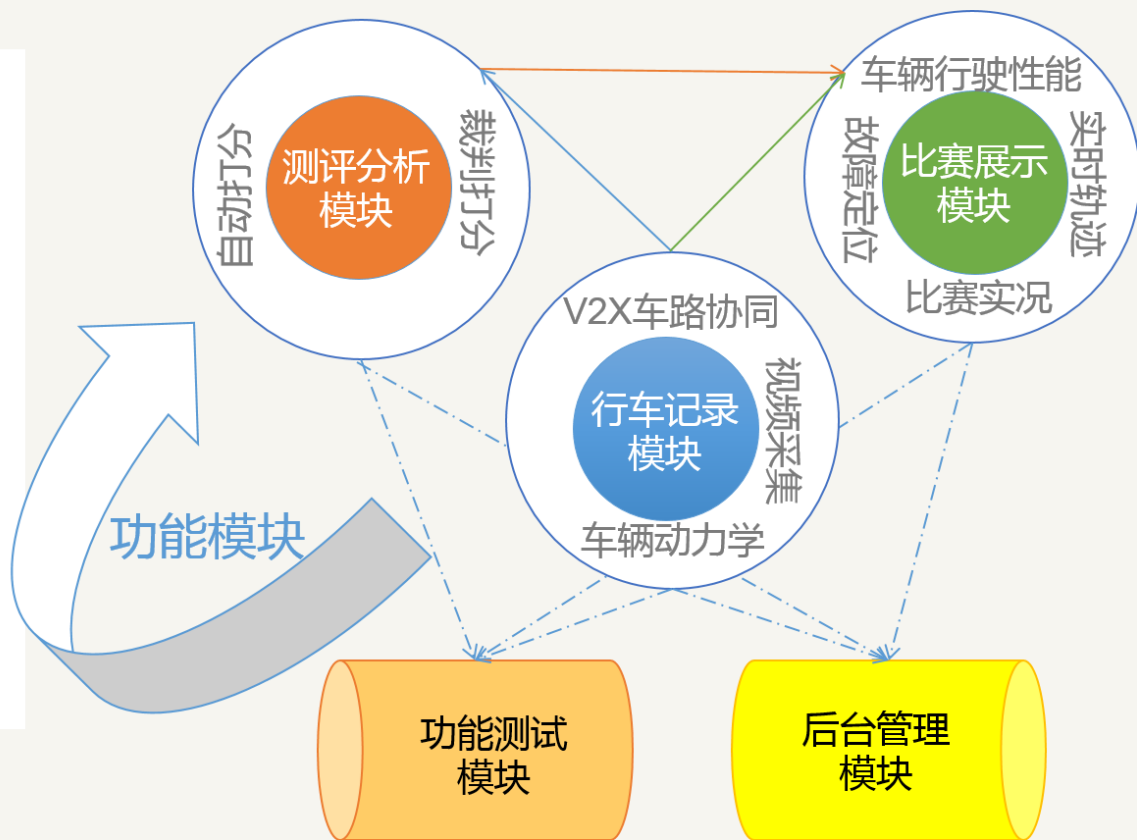 自动打分
测评分析
模块
裁判打分
车辆行驶性能
故障定位
比赛展示
模块
实时轨迹
比赛实况
V2X车路协同
行车记录
模块
视频采集
车辆动力学
功能模块
功能测试
模块
后台管理
模块